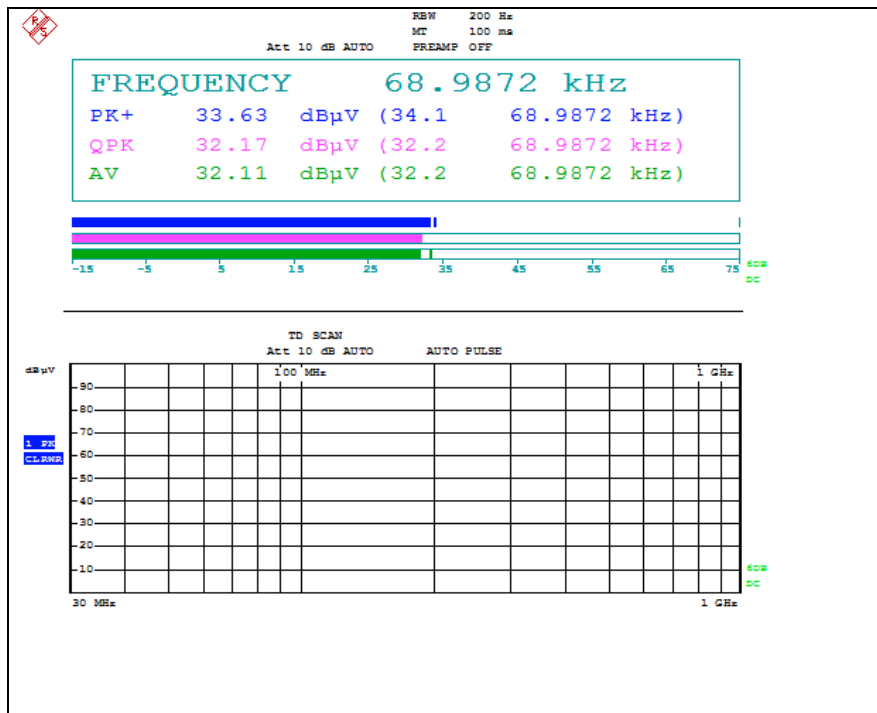 R
S
RBW 200 Hz
MT 100 ms
Att 10 dB AUTO PREAMP OFF
FREQUENCY 68.9872 kHz
PK+ 33.63 dBµV (34.1 68.9872 kHz)
QPK 32.17 dBµV (32.2 68.9872 kHz)
AV 32.11 dBµV (32.2 68.9872 kHz)
-15 -5 5 15 25 35 45 55 65 75
6DB
DC
TD SCAN
Att 10 dB AUTO AUTO PULSE
dBµV
100 MHz 1 GHz
90
80
70
1 PK
CLRWR
60
50
40
30
20
10
6DB
DC
30 MHz 1 GHz